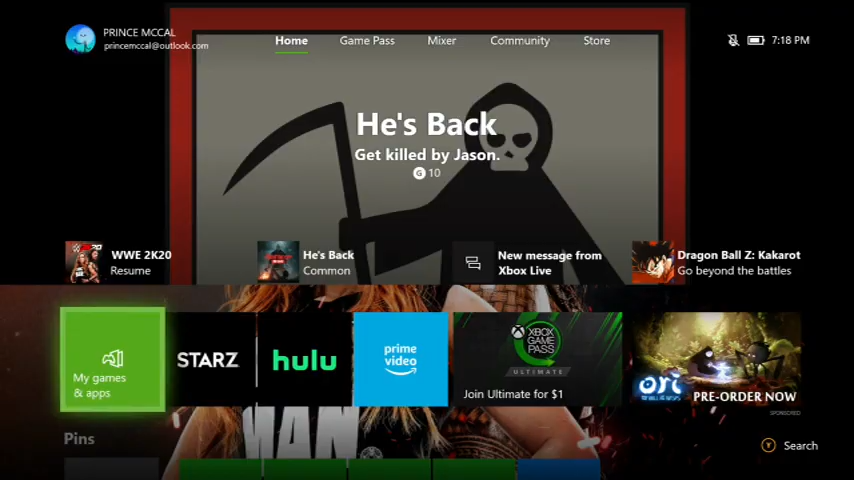 PRINCE MCCAL
princemccal@outlook.com
Home
Game Pass
Mixer
Community
Store
7:18 PM
He's Back
Get killed by Jason.
G 10
WWE 2K20
Resume
He's Back
Common
New message from
Xbox Live
Dragon Ball Z: Kakarot
Go beyond the battles
My games
& apps
STARZ
hulu
prime
video
XBOX
GAME
PASS
ULTIMATE
Join Ultimate for $1
ori
PRE-ORDER NOW
SPONSORED
MAN
Pins
Y Search